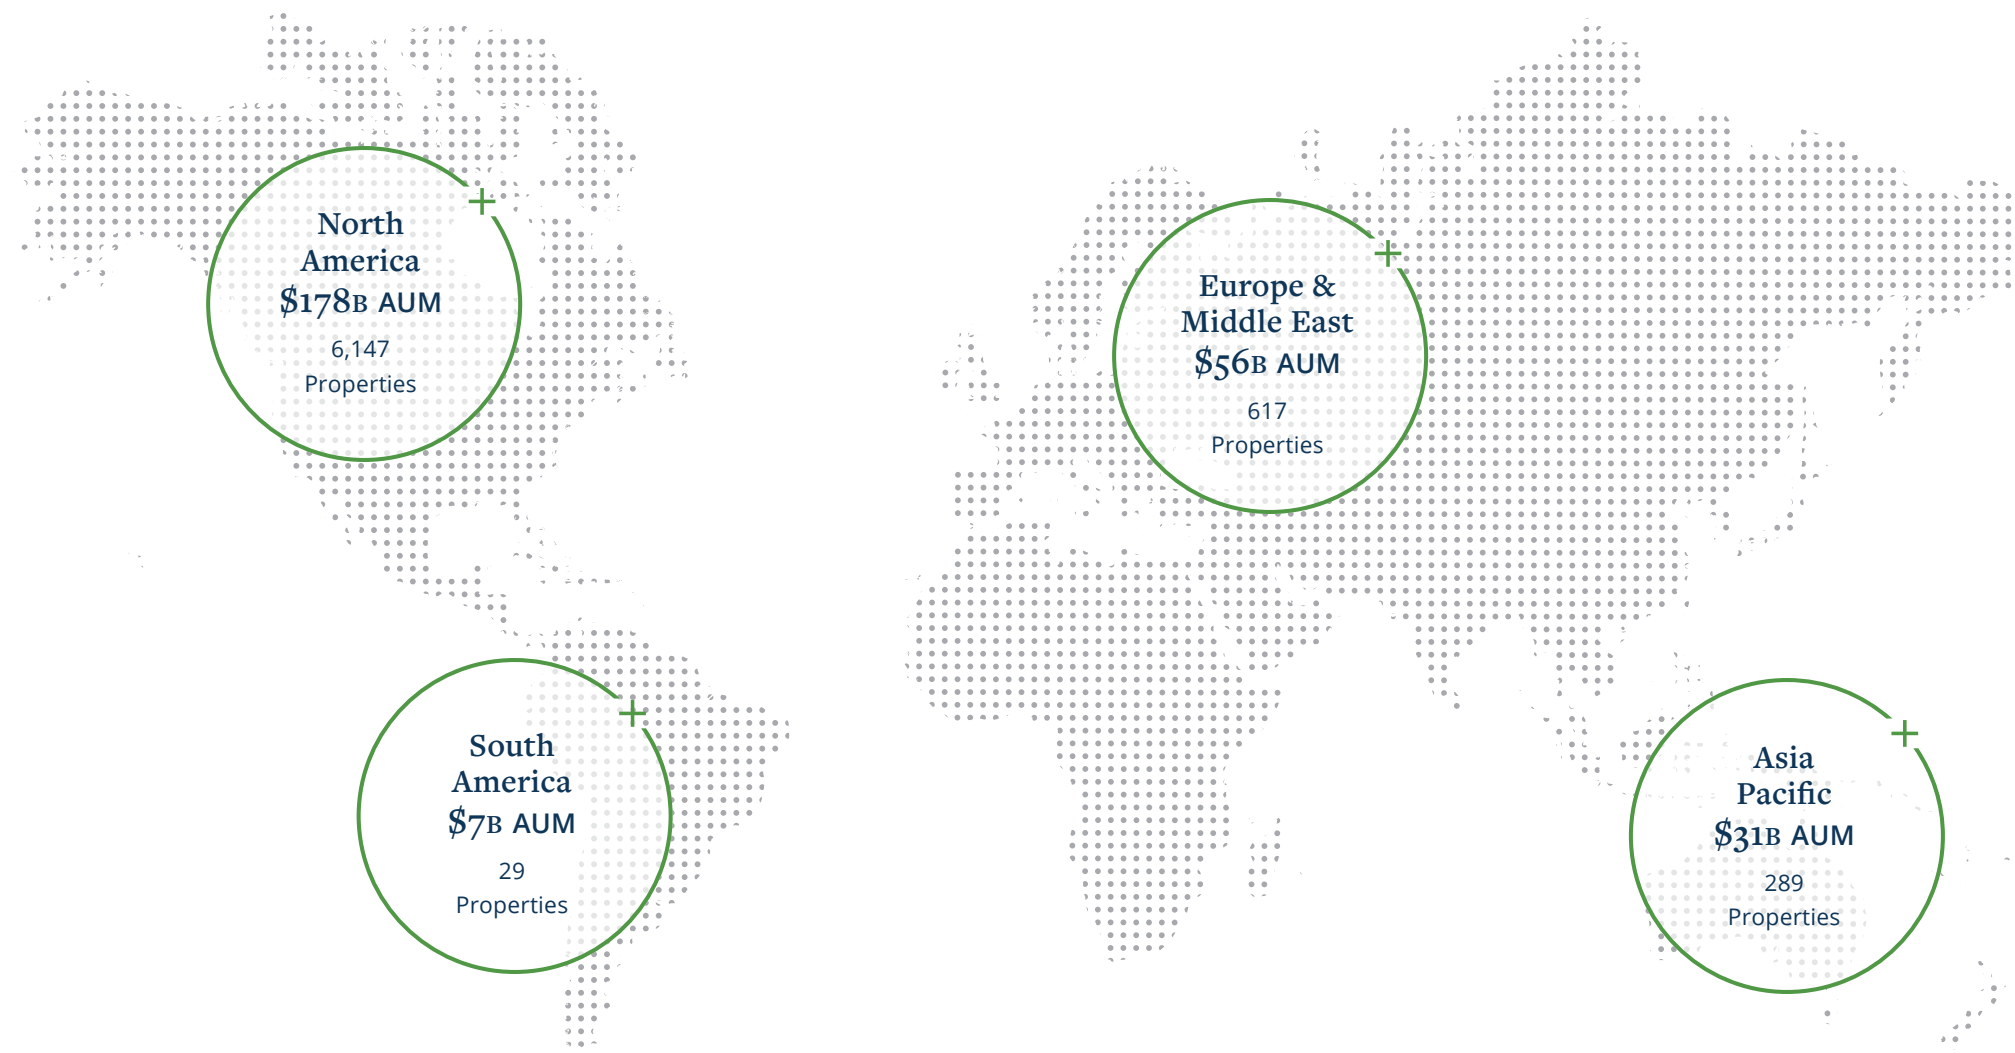 North
America
$178B AUM
6,147
Properties
Europe &
Middle East
$56B AUM
617
Properties
South
America
$7B AUM
29
Properties
Asia
Pacific
$31B AUM
289
Properties